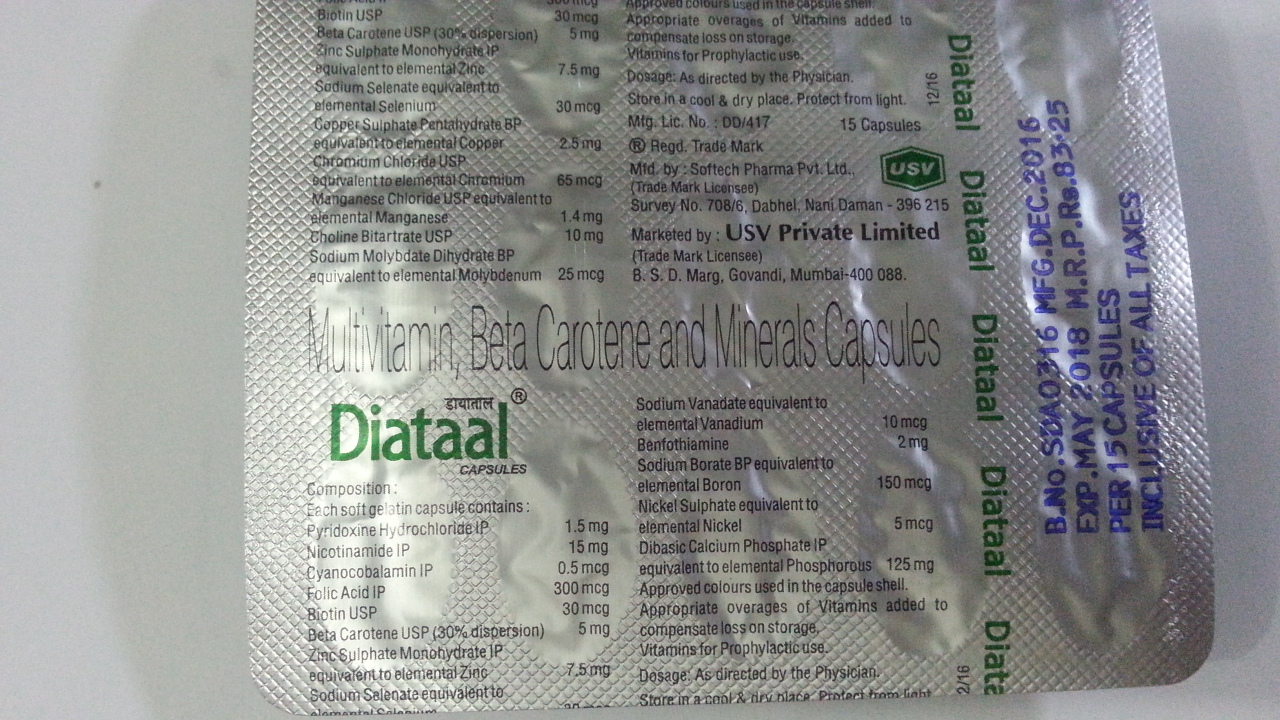 Biotin USP 30 mcg
Beta Carotene USP (30% dispersion) 5 mg
Zinc Sulphate Monohydrate IP
equivalent to elemental Zinc 7.5 mg
Sodium Selenate equivalent to
elemental Selenium 30 mcg
Copper Sulphate Pentahydrate BP
equivalent to elemental Copper 2.5 mg
Chromium Chloride USP
equivalent to elemental Chromium 65 mcg
Manganese Chloride USP equivalent to
elemental Manganese 1.4 mg
Choline Bitartrate USP 10 mg
Sodium Molybdate Dihydrate BP
equivalent to elemental Molybdenum 25 mcg
Approved colours used in the capsule shell.
Appropriate overages of Vitamins added to
compensate loss on storage.
Vitamins for Prophylactic use.
Dosage: As directed by the Physician.
Store in a cool & dry place. Protect from light.
Mfg. Lic. No. : DD/417 15 Capsules
® Regd. Trade Mark
Mfd. by : Softech Pharma Pvt. Ltd.,
(Trade Mark Licensee)
Survey No. 708/6, Dabhel, Nani Daman - 396 215
USV
Marketed by : USV Private Limited
(Trade Mark Licensee)
B. S. D. Marg, Govandi, Mumbai-400 088.
Multivitamin, Beta Carotene and Minerals Capsules
डायाताल ®
Diataal
CAPSULES
Composition :
Each soft gelatin capsule contains :
Pyridoxine Hydrochloride IP 1.5 mg
Nicotinamide IP 15 mg
Cyanocobalamin IP 0.5 mcg
Folic Acid IP 300 mcg
Biotin USP 30 mcg
Beta Carotene USP (30% dispersion) 5 mg
Zinc Sulphate Monohydrate IP
equivalent to elemental Zinc 7.5 mg
Sodium Selenate equivalent to
elemental Selenium
Sodium Vanadate equivalent to
elemental Vanadium 10 mcg
Benfothiamine 2 mg
Sodium Borate BP equivalent to
elemental Boron 150 mcg
Nickel Sulphate equivalent to
elemental Nickel 5 mcg
Dibasic Calcium Phosphate IP
equivalent to elemental Phosphorous 125 mg
Approved colours used in the capsule shell.
Appropriate overages of Vitamins added to
compensate loss on storage.
Vitamins for Prophylactic use.
Dosage: As directed by the Physician.
Store in a cool & dry place. Protect from light
12/16
2/16
Diataal
Diataal
Diataal
Diataal
Diata
B.NO.SDA0316 MFG.DEC.2016
EXP.MAY 2018 M.R.P.Rs.83.25
PER 15 CAPSULES
INCLUSIVE OF ALL TAXES